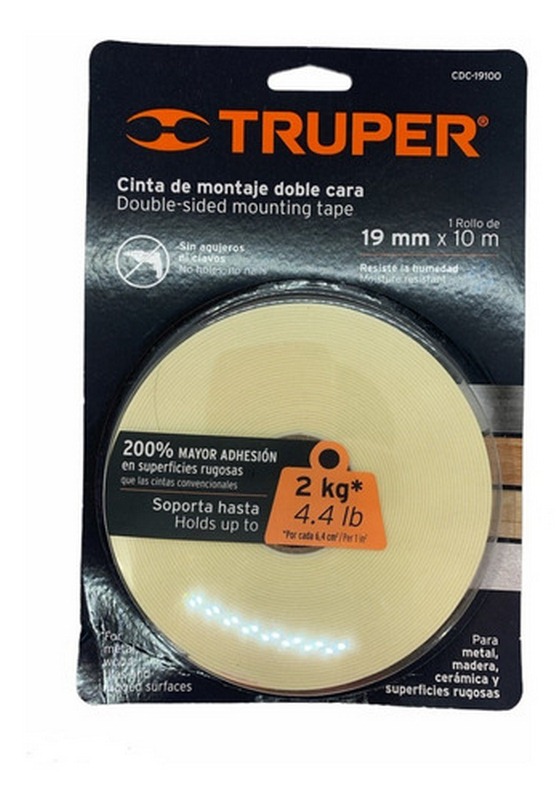 CDC-19100
TRUPER®
Cinta de montaje doble cara
Double-sided mounting tape
1 Rollo de
19 mm x 10 m
Sin agujeros
ni clavos
No holes, no nails
Resiste la humedad
Moisture resistant
200% MAYOR ADHESIÓN
en superficies rugosas
que las cintas convencionales
Soporta hasta
Holds up to
2 kg*
4.4 lb
*Por cada 6,4 cm²/Per 1 in²
For
metal,
wood,
surfaces
Para
metal,
madera,
cerámica y
superficies rugosas